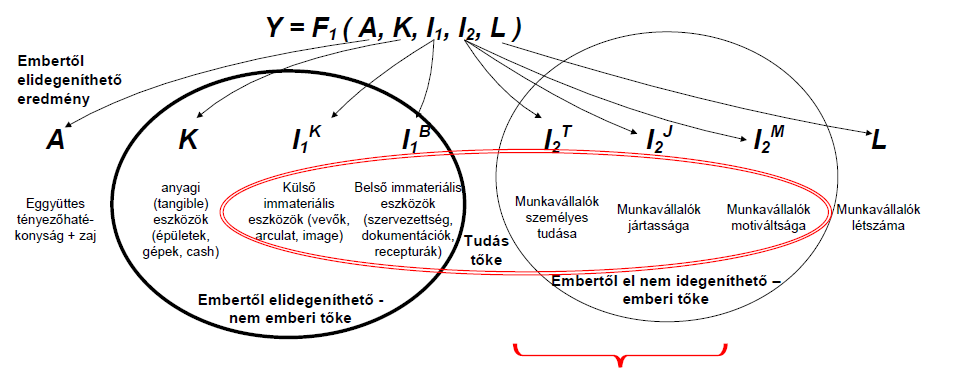 Y = F1 ( A, K, I1, I2, L )
Embertől
elidegeníthető
eredmény
A
K
I1K
I1B
I2T
I2J
I2M
L
Eggyüttes
tényezőhaté-
konyság + zaj
anyagi
(tangible)
eszközök
(épületek,
gépek, cash)
Külső
immateriális
eszközök (vevők,
arculat, image)
Belső immateriális
eszközök
(szervezettség,
dokumentációk,
recepturák)
Tudás
tőke
Munkavállalók
személyes
tudása
Munkavállalók
jártassága
Munkavállalók
motiváltsága
Munkavállalók
létszáma
Embertől elidegeníthető -
nem emberi tőke
Embertől el nem idegeníthető –
emberi tőke